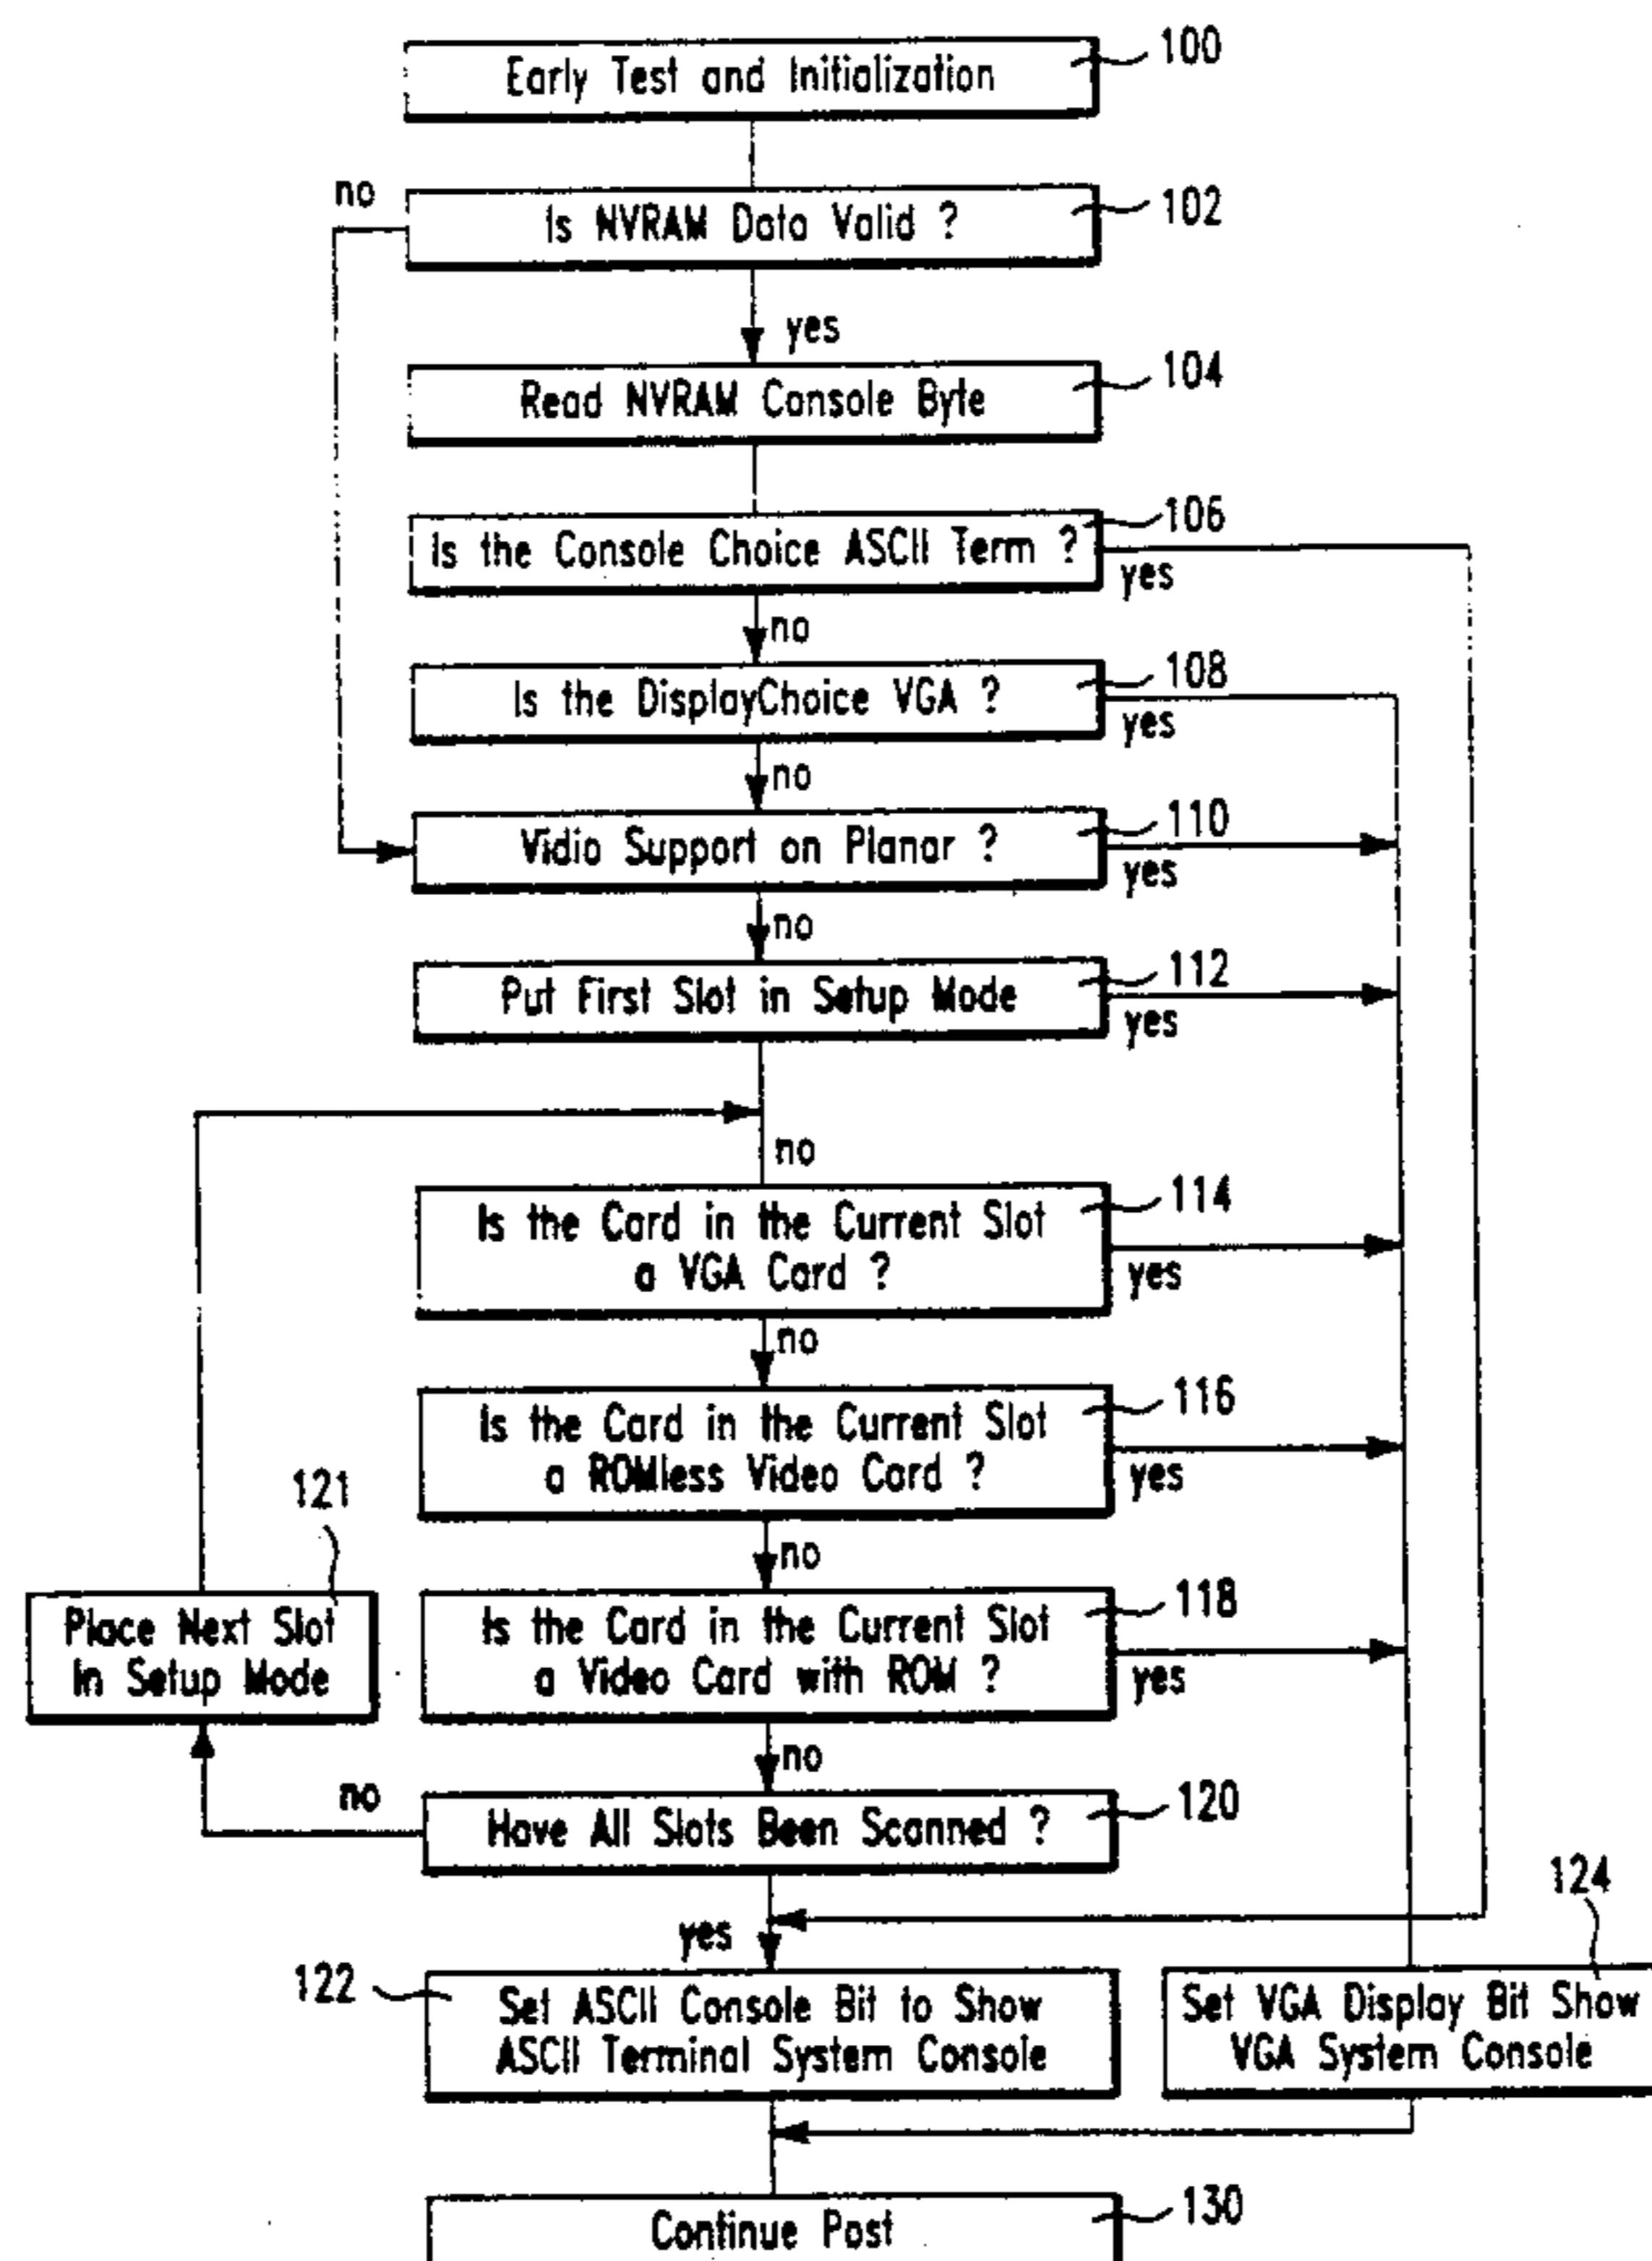 Early Test and Initialization
100
no
Is NVRAM Data Valid ?
102
yes
Read NVRAM Console Byte
104
Is the Console Choice ASCII Term ?
106
yes
no
Is the DisplayChoice VGA ?
108
yes
no
Vidio Support on Planar ?
110
yes
no
Put First Slot in Setup Mode
112
yes
no
Is the Card in the Current Slot
a VGA Card ?
114
yes
no
Is the Card in the Current Slot
a ROMless Video Card ?
116
yes
no
121
Place Next Slot
In Setup Mode
Is the Card in the Current Slot
a Video Card with ROM ?
118
yes
no
no
Have All Slots Been Scanned ?
120
yes
122
Set ASCII Console Bit to Show
ASCII Terminal System Console
124
Set VGA Display Bit Show
VGA System Console
Continue Post
130